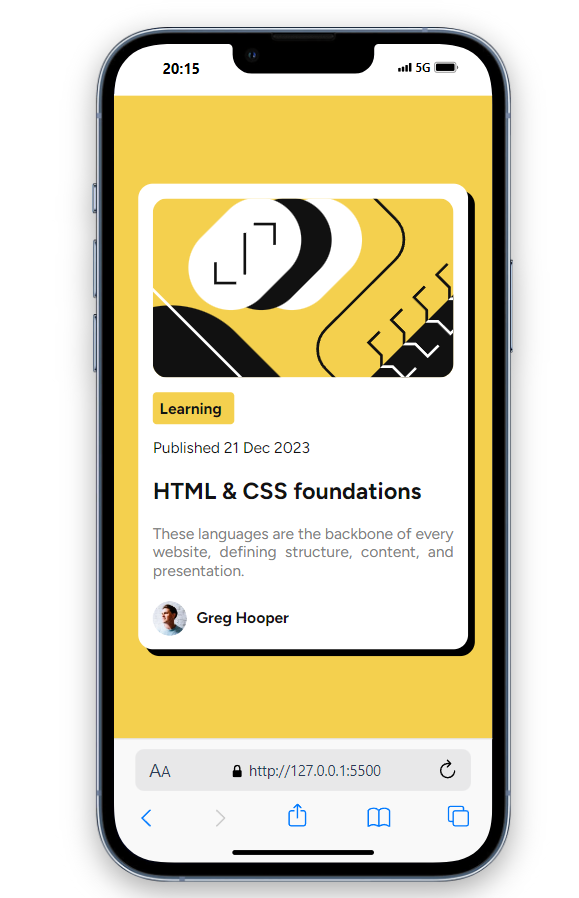 20:15
5G
Learning
Published 21 Dec 2023
HTML & CSS foundations
These languages are the backbone of every
website, defining structure, content, and
presentation.
Greg Hooper
AA
http://127.0.0.1:5500